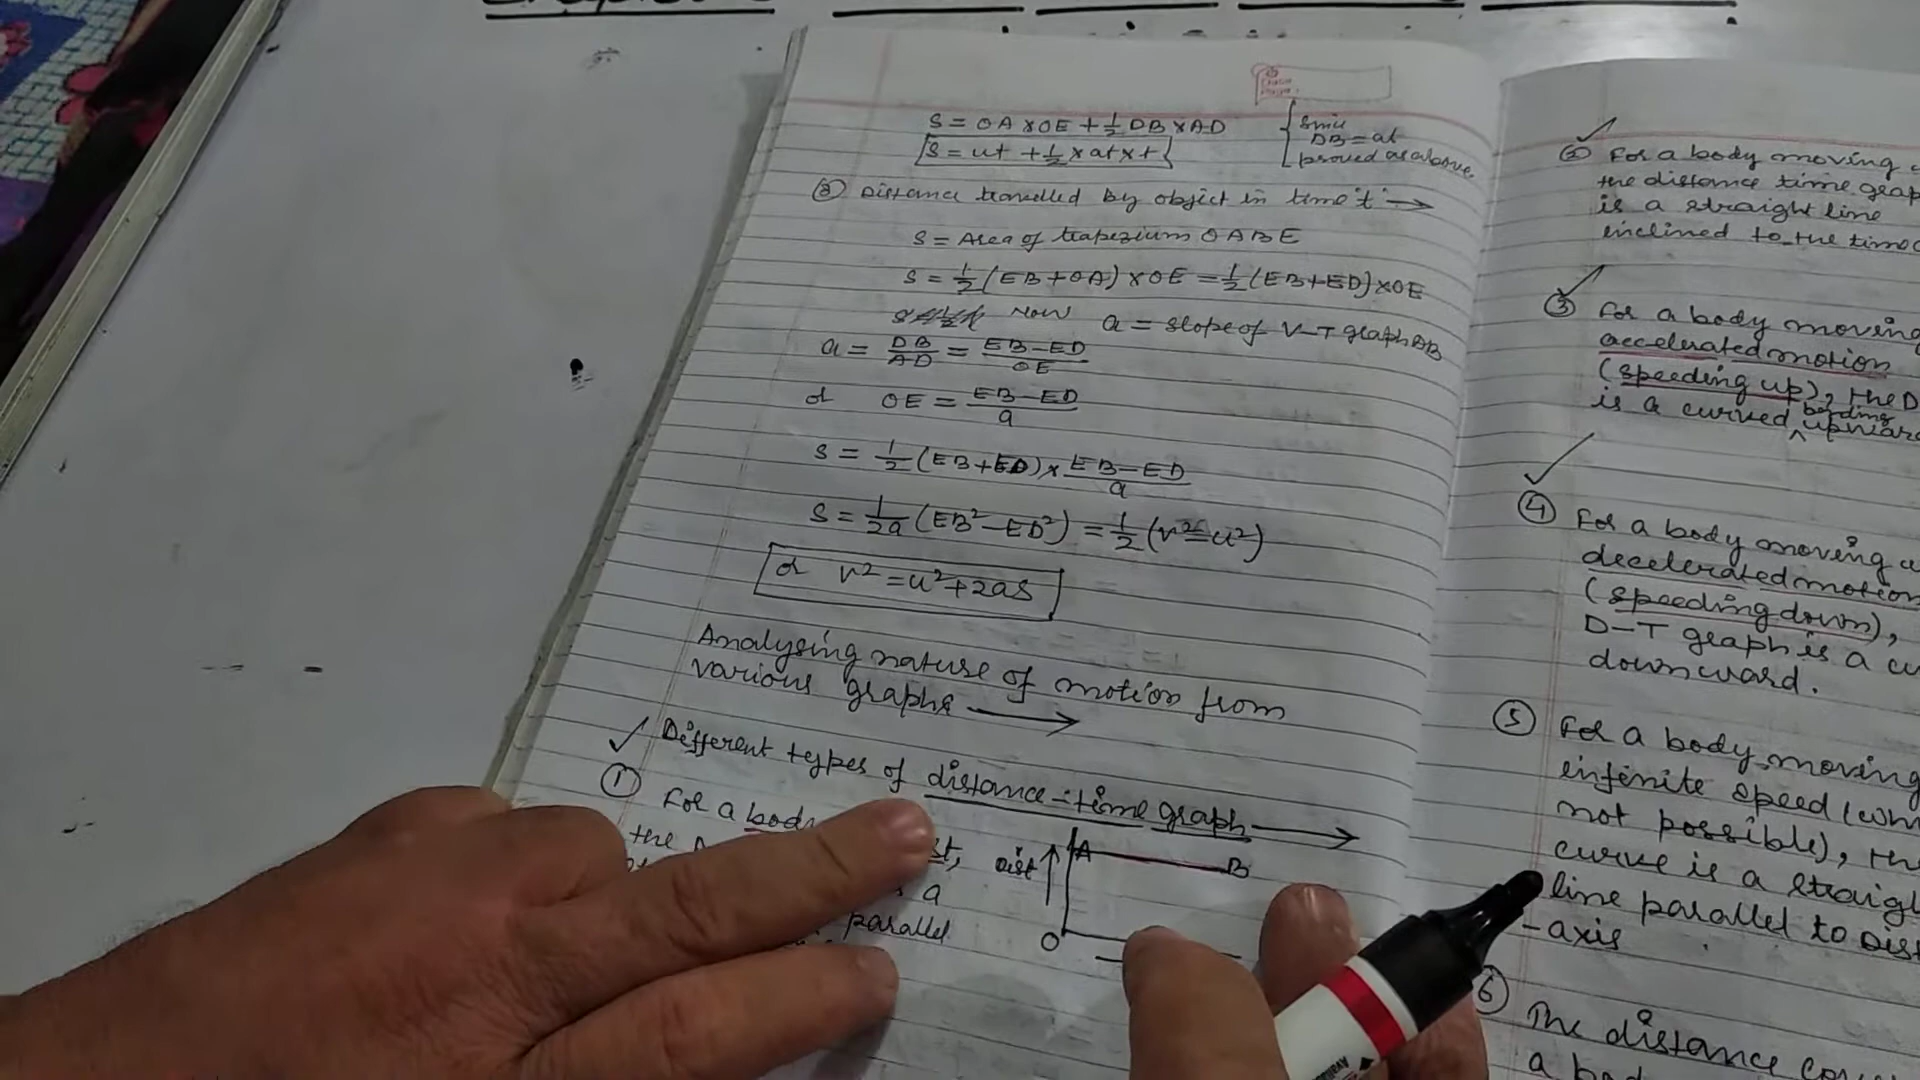 S = OA × OE + 1/2 DB × AD
S = ut + 1/2 × at × t
Since
DB = at
proved as above.
③ Distance travelled by object in time 't' →
S = Area of trapezium OABE
S = 1/2 (EB + OA) × OE = 1/2 (EB + ED) × OE
Now a = slope of V-T graph AB
a = DB/AD = EB-ED/OE
or OE = EB-ED/a
S = 1/2 (EB + ED) × EB-ED/a
S = 1/2a (EB² - ED²) = 1/2 (v² - u²)
or v² = u² + 2as
Analysing nature of motion from
various graphs →
✓ Different types of distance-time graph →
① For a body
the
a
parallel
Dist ↑
A
B
O
✓
② For a body moving
the distance time grap
is a straight line
inclined to the time
③ For a body moving
accelerated motion
(speeding up), the D
is a curved bending upward
✓
④ For a body moving
decelerated motion
(speeding down),
D-T graph is a cu
downward.
⑤ For a body moving
infinite speed (wh
not possible), the
curve is a straigh
line parallel to Dist
-axis
⑥ The distance cov
a bod